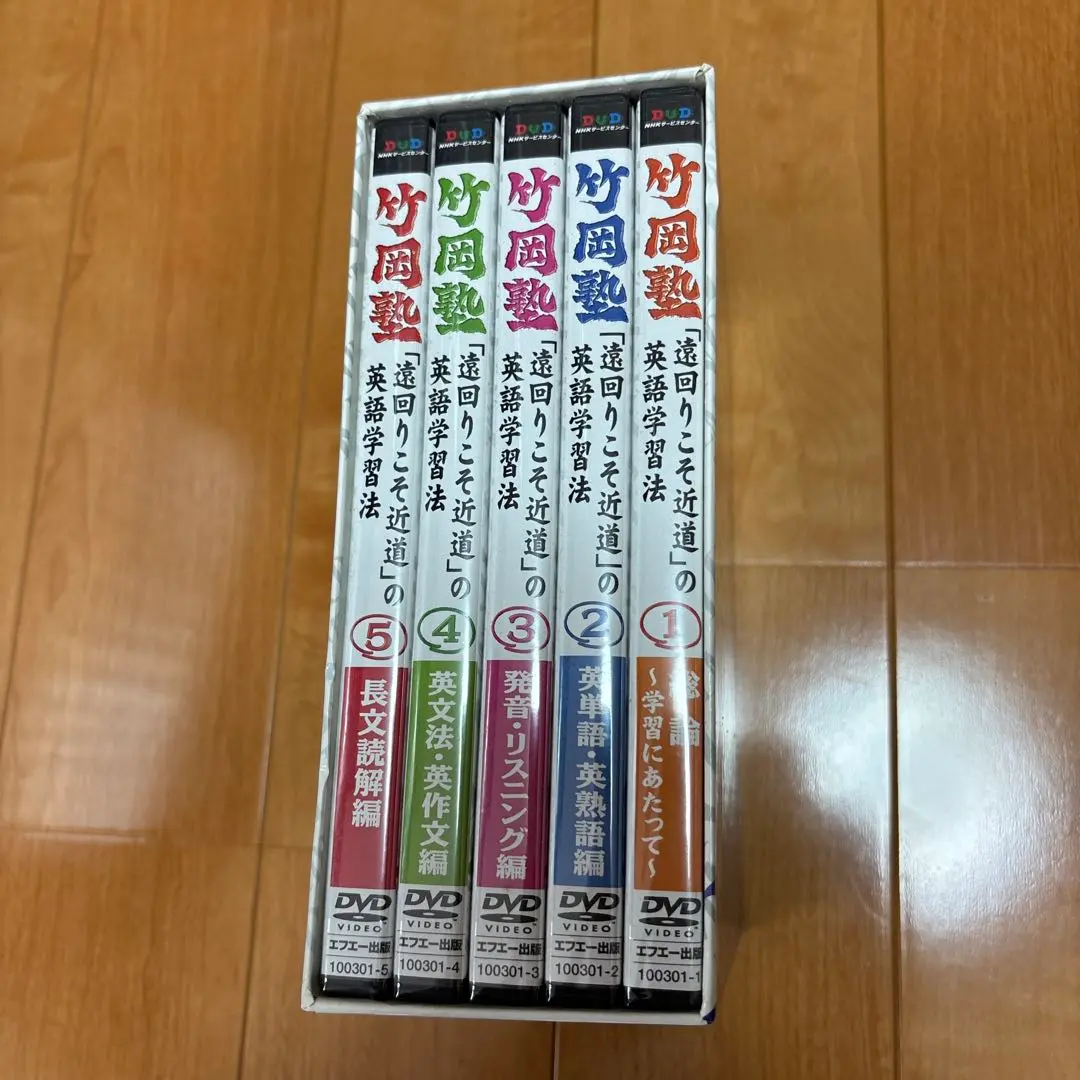 DVD
NHKサービスセンター
竹岡塾
「遠回りこそ近道」の
英語学習法
5
長文読解編
DVD
VIDEO
エフエー出版
100301-5
DVD
NHKサービスセンター
竹岡塾
「遠回りこそ近道」の
英語学習法
4
英文法・英作文編
DVD
VIDEO
エフエー出版
100301-4
DVD
NHKサービスセンター
竹岡塾
「遠回りこそ近道」の
英語学習法
3
発音・リスニング編
DVD
VIDEO
エフエー出版
100301-3
DVD
NHKサービスセンター
竹岡塾
「遠回りこそ近道」の
英語学習法
2
英単語・英熟語編
DVD
VIDEO
エフエー出版
100301-2
DVD
NHKサービスセンター
竹岡塾
「遠回りこそ近道」の
英語学習法
1
総論
～学習にあたって～
DVD
VIDEO
エフエー出版
100301-1